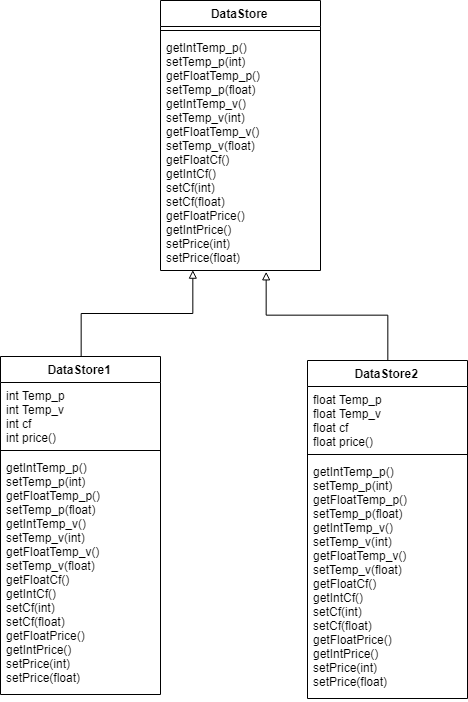 DataStore
getIntTemp_p()
setTemp_p(int)
getFloatTemp_p()
setTemp_p(float)
getIntTemp_v()
setTemp_v(int)
getFloatTemp_v()
setTemp_v(float)
getFloatCf()
getIntCf()
setCf(int)
setCf(float)
getFloatPrice()
getIntPrice()
setPrice(int)
setPrice(float)
DataStore1
int Temp_p
int Temp_v
int cf
int price()
getIntTemp_p()
setTemp_p(int)
getFloatTemp_p()
setTemp_p(float)
getIntTemp_v()
setTemp_v(int)
getFloatTemp_v()
setTemp_v(float)
getFloatCf()
getIntCf()
setCf(int)
setCf(float)
getFloatPrice()
getIntPrice()
setPrice(int)
setPrice(float)
DataStore2
float Temp_p
float Temp_v
float cf
float price()
getIntTemp_p()
setTemp_p(int)
getFloatTemp_p()
setTemp_p(float)
getIntTemp_v()
setTemp_v(int)
getFloatTemp_v()
setTemp_v(float)
getFloatCf()
getIntCf()
setCf(int)
setCf(float)
getFloatPrice()
getIntPrice()
setPrice(int)
setPrice(float)